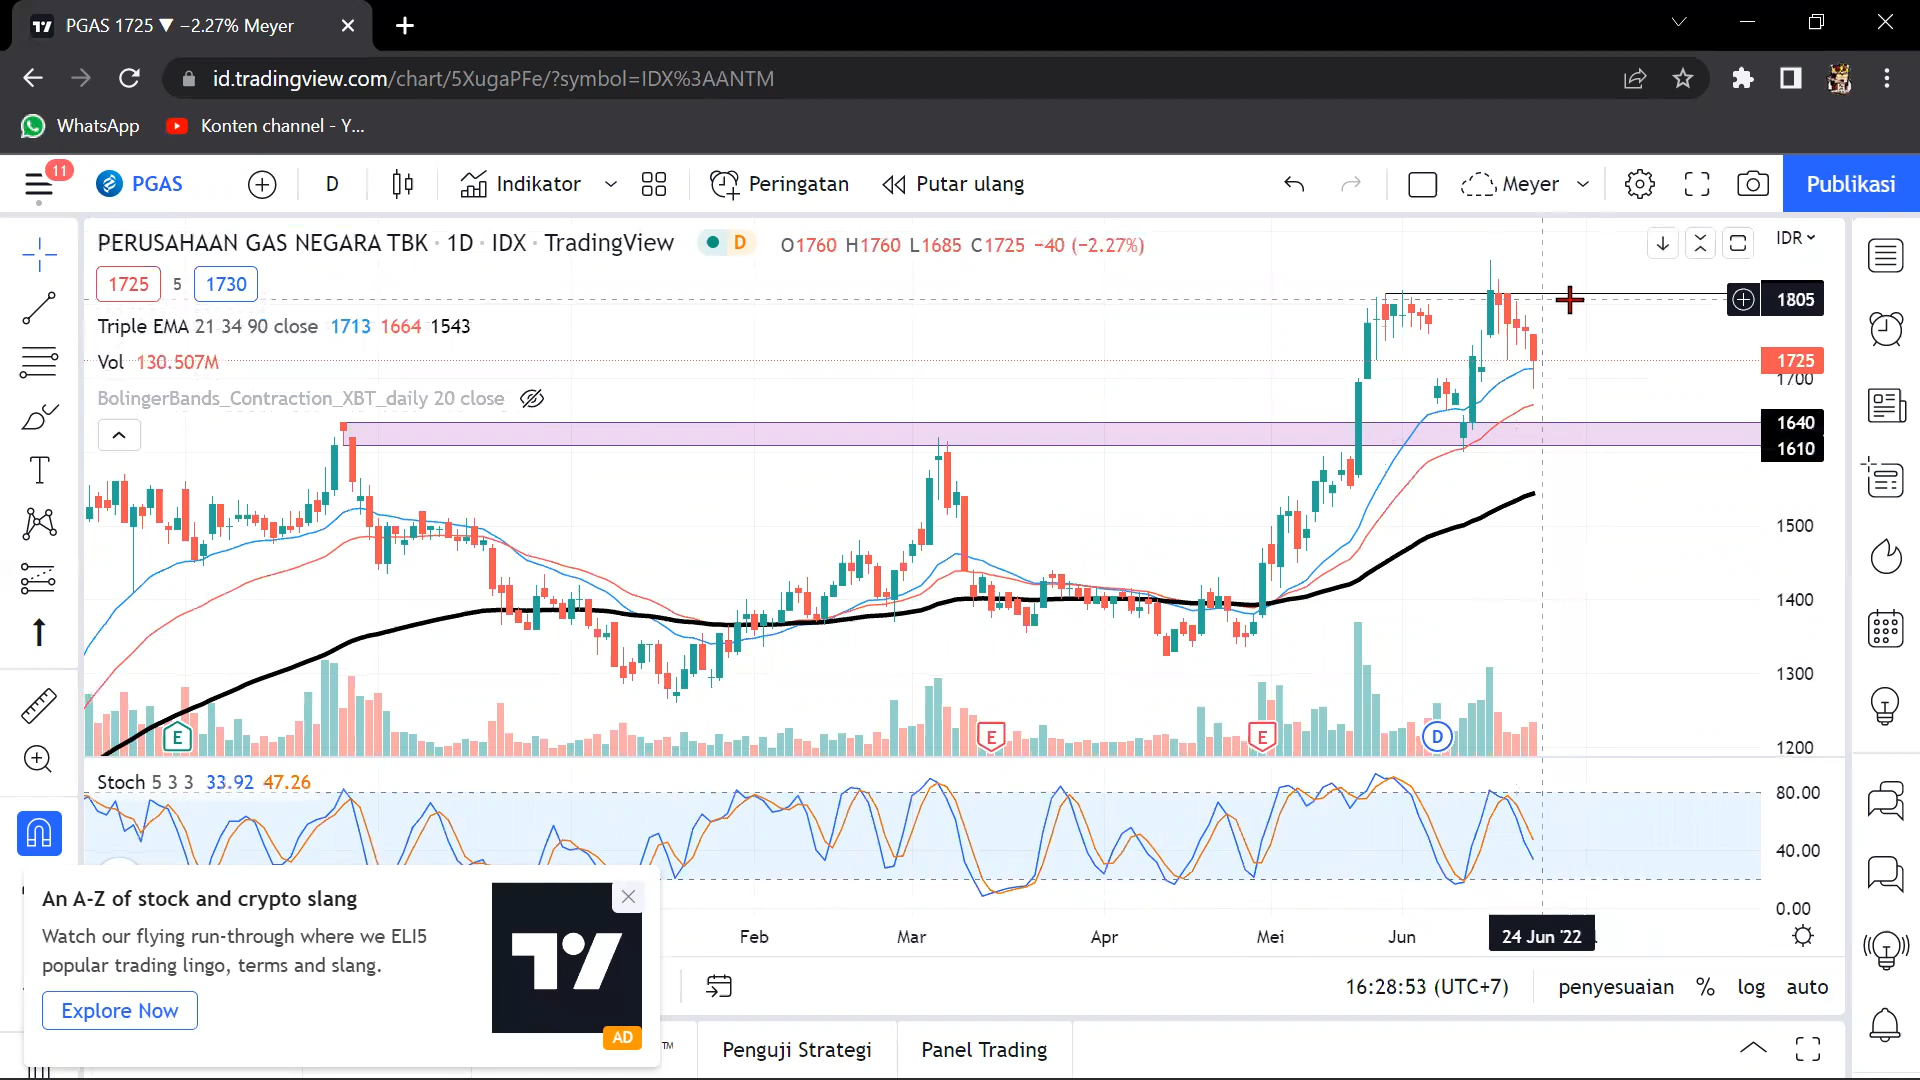 PGAS 1725 ▼ −2.27% Meyer
id.tradingview.com/chart/5XugaPFe/?symbol=IDX%3AANTM
WhatsApp
Konten channel - Y...
11
PGAS
D
Indikator
Peringatan
Putar ulang
Meyer
Publikasi
PERUSAHAAN GAS NEGARA TBK · 1D · IDX · TradingView
D
O1760 H1760 L1685 C1725 −40 (−2.27%)
IDR
1725
5
1730
1805
Triple EMA 21 34 90 close 1713 1664 1543
Vol 130.507M
1725
1700
BolingerBands_Contraction_XBT_daily 20 close
1640
1610
1500
1400
1300
1200
E
E
E
D
Stoch 5 3 3 33.92 47.26
80.00
40.00
0.00
Feb
Mar
Apr
Mei
Jun
24 Jun '22
An A-Z of stock and crypto slang
Watch our flying run-through where we ELI5
popular trading lingo, terms and slang.
Explore Now
AD
16:28:53 (UTC+7)
penyesuaian
%
log
auto
™
Penguji Strategi
Panel Trading